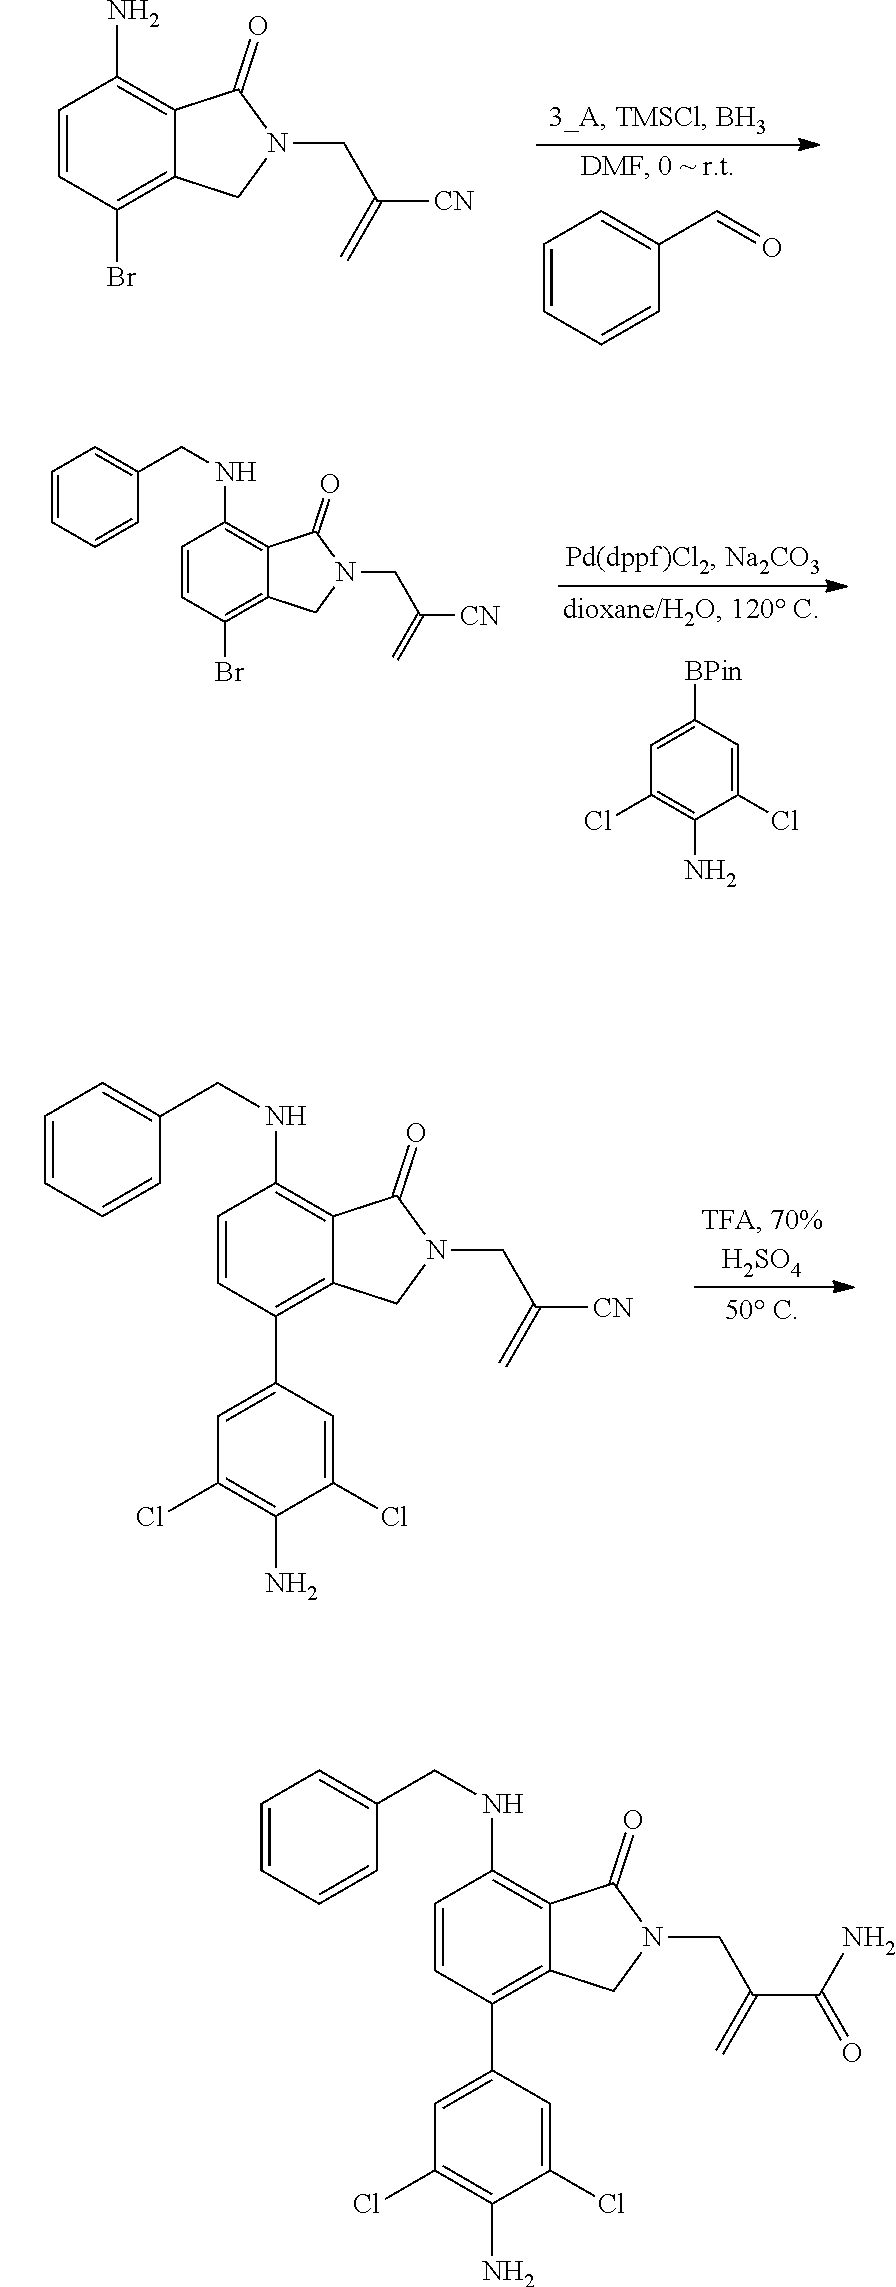 NH2
O
N
CN
Br
3_A, TMSCl, BH3
DMF, 0 ~ r.t.
O
NH
O
N
CN
Br
Pd(dppf)Cl2, Na2CO3
dioxane/H2O, 120° C.
BPin
Cl
Cl
NH2
NH
O
N
CN
Cl
Cl
NH2
TFA, 70%
H2SO4
50° C.
NH
O
N
NH2
O
Cl
Cl
NH2